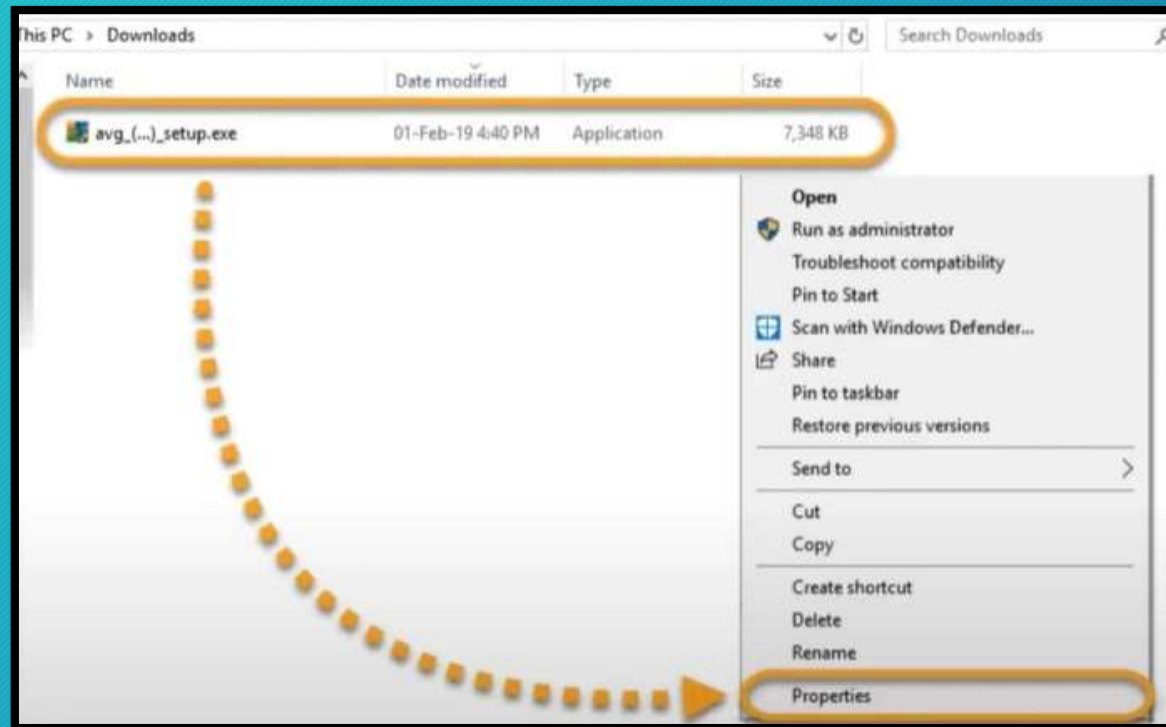 This PC > Downloads
Search Downloads
Name Date modified Type Size
avg_(...)_setup.exe 01-Feb-19 4:40 PM Application 7,348 KB
Open
Run as administrator
Troubleshoot compatibility
Pin to Start
Scan with Windows Defender...
Share
Pin to taskbar
Restore previous versions
Send to
Cut
Copy
Create shortcut
Delete
Rename
Properties